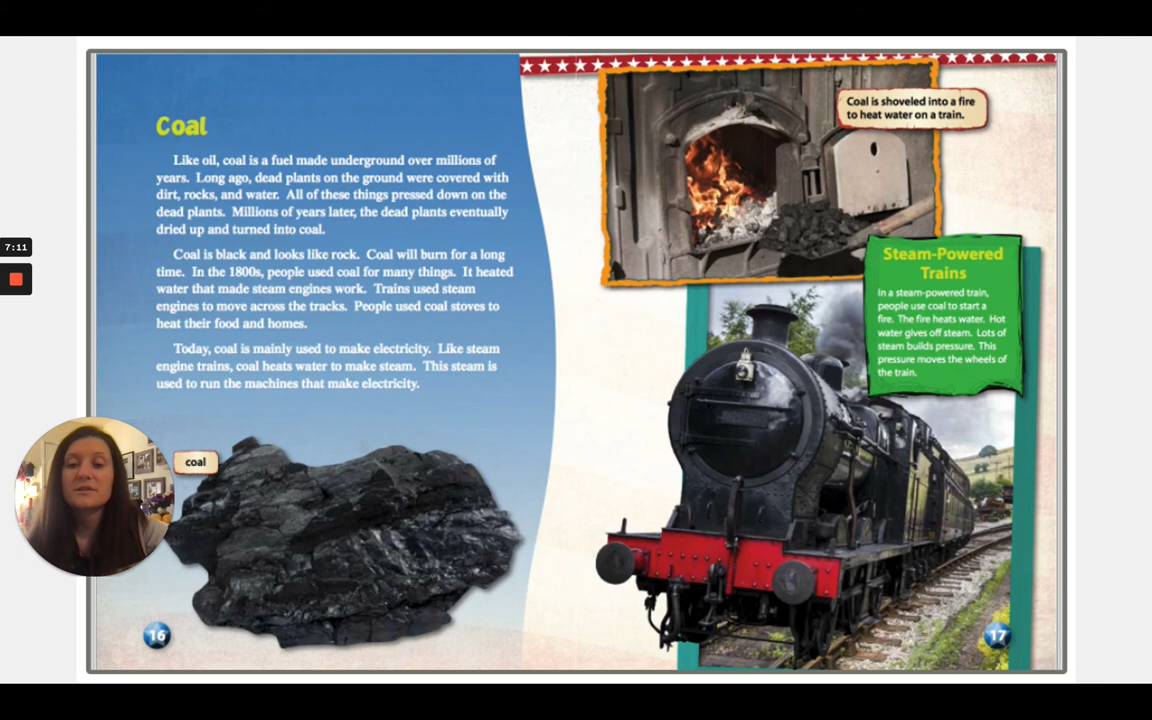 Coal
Like oil, coal is a fuel made underground over millions of
years. Long ago, dead plants on the ground were covered with
dirt, rocks, and water. All of these things pressed down on the
dead plants. Millions of years later, the dead plants eventually
dried up and turned into coal.
Coal is black and looks like rock. Coal will burn for a long
time. In the 1800s, people used coal for many things. It heated
water that made steam engines work. Trains used steam
engines to move across the tracks. People used coal stoves to
heat their food and homes.
Today, coal is mainly used to make electricity. Like steam
engine trains, coal heats water to make steam. This steam is
used to run the machines that make electricity.
coal
16
Coal is shoveled into a fire
to heat water on a train.
Steam-Powered
Trains
In a steam-powered train,
people use coal to start a
fire. The fire heats water. Hot
water gives off steam. Lots of
steam builds pressure. This
pressure moves the wheels of
the train.
17
7:11